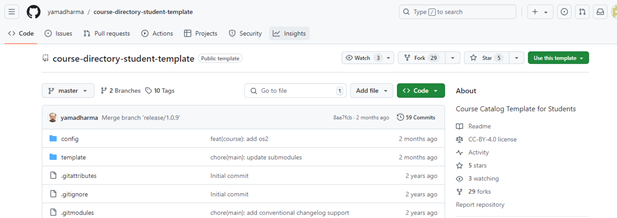 yamadharma / course-directory-student-template
Type / to search
Code Issues Pull requests Actions Projects Security Insights
course-directory-student-template Public template
Watch 3 Fork 29 Star 5 Use this template
master 2 Branches 10 Tags Go to file Add file Code
About
Course Catalog Template for Students
yamadharma Merge branch 'release/1.0.9' 8aa7fcb · 2 months ago 59 Commits
config feat(course): add os2 2 months ago
template chore(main): update submodules 2 months ago
.gitattributes Initial commit 2 years ago
.gitignore Initial commit 2 years ago
.gitmodules chore(main): add conventional changelog support 2 years ago
Readme
CC-BY-4.0 license
Activity
5 stars
3 watching
29 forks
Report repository